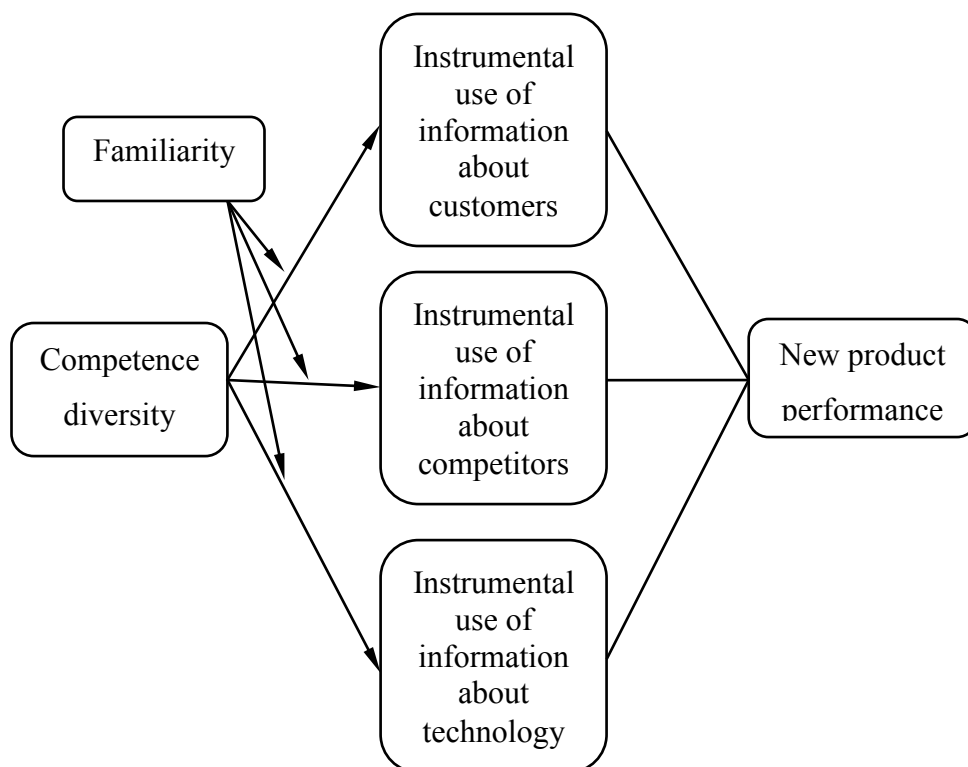 Familiarity
Competence
diversity
Instrumental
use of
information
about
customers
Instrumental
use of
information
about
competitors
Instrumental
use of
information
about
technology
New product
performance